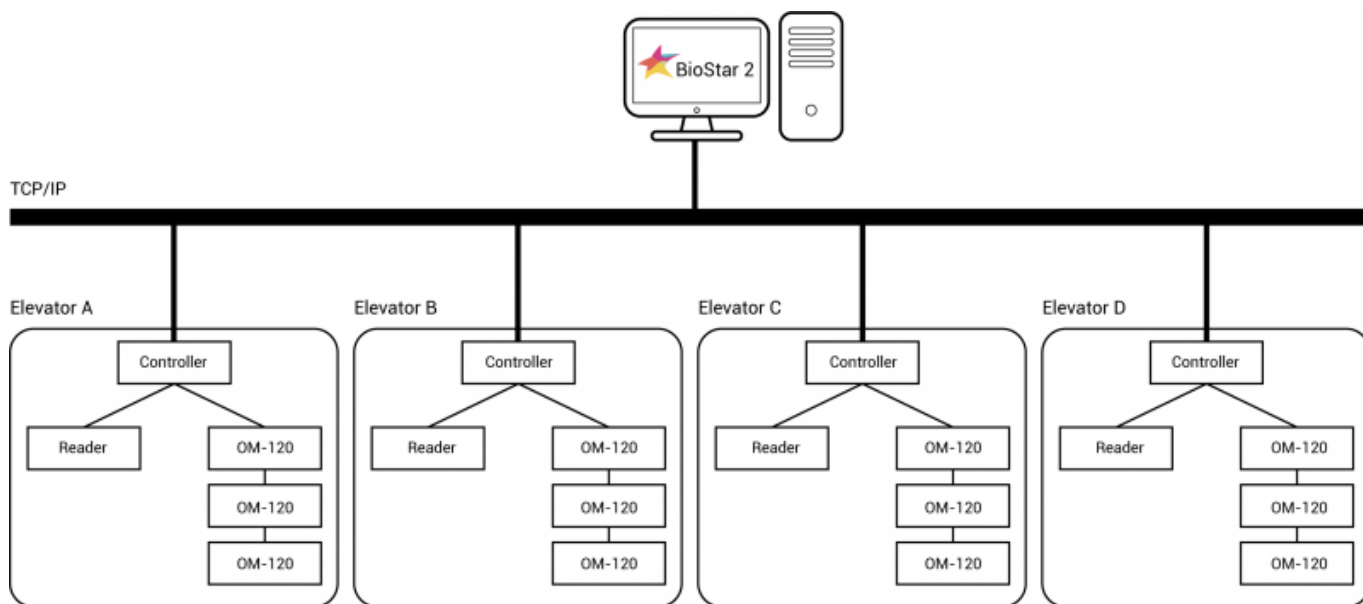 BioStar 2
TCP/IP
Elevator A
Elevator B
Elevator C
Elevator D
Controller
Controller
Controller
Controller
Reader
OM-120
Reader
OM-120
Reader
OM-120
Reader
OM-120
OM-120
OM-120
OM-120
OM-120
OM-120
OM-120
OM-120
OM-120